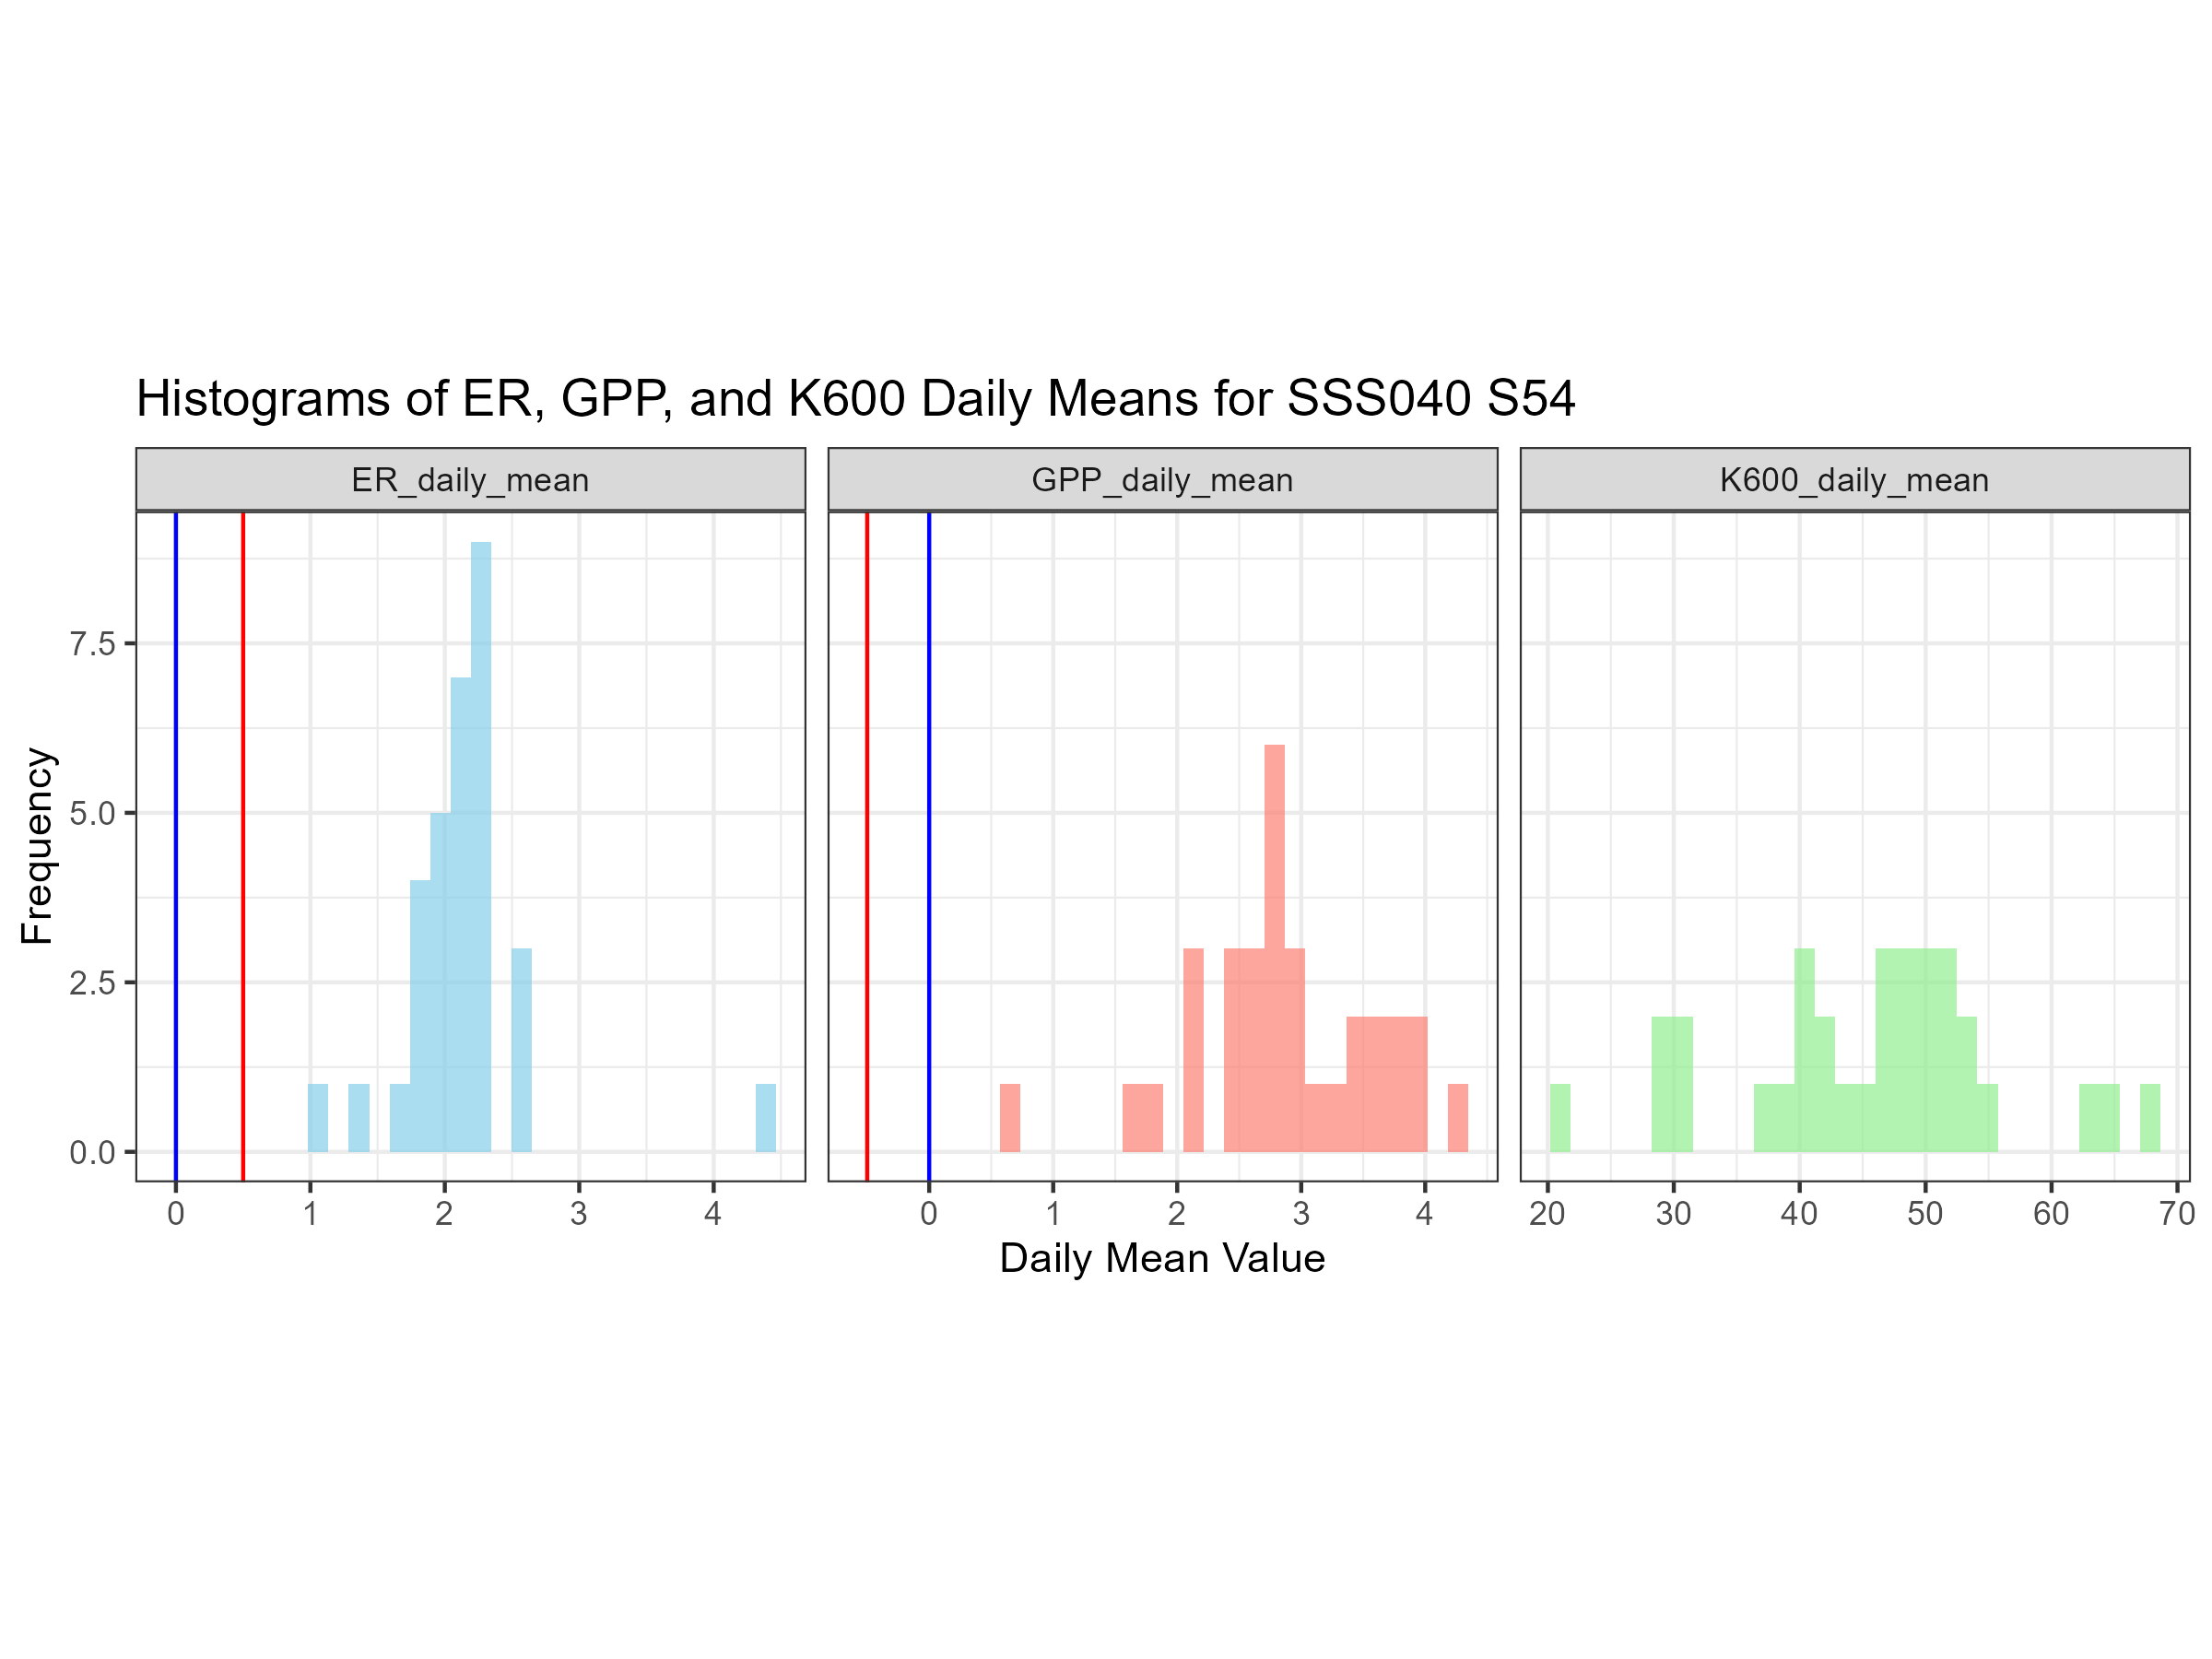 Histograms of ER, GPP, and K600 Daily Means for SSS040 S54
ER_daily_mean GPP_daily_mean K600_daily_mean
Frequency
7.5
5.0
2.5
0.0
0 1 2 3 4 0 1 2 3 4 20 30 40 50 60 70
Daily Mean Value